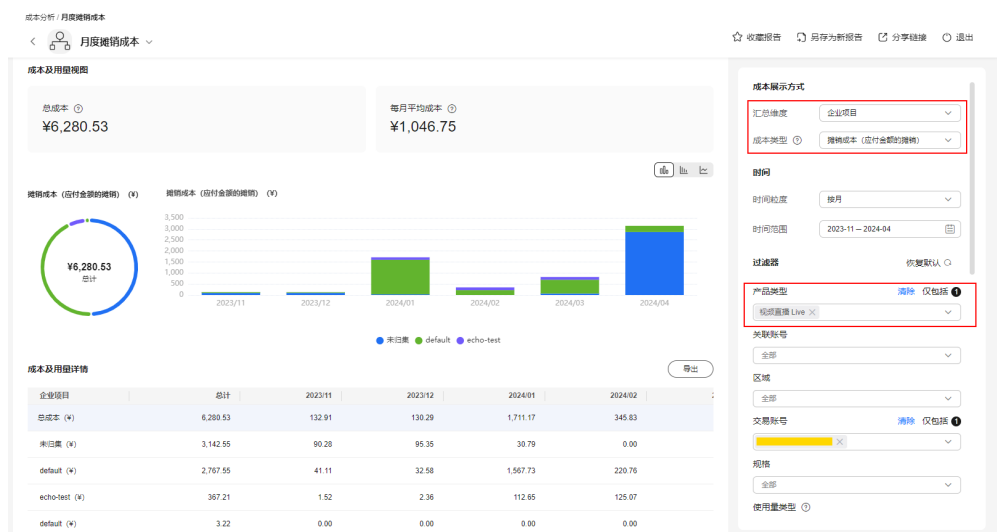 成本分析 / 月度摊销成本
月度摊销成本
收藏报告 另存为新报告 分享链接 退出
成本及用量视图
总成本
¥6,280.53
每月平均成本
¥1,046.75
摊销成本（应付金额的摊销）（¥）
¥6,280.53
总计
摊销成本（应付金额的摊销）（¥）
3,500
3,000
2,500
2,000
1,500
1,000
500
0
2023/11 2023/12 2024/01 2024/02 2024/03 2024/04
未归集 default echo-test
成本及用量详情
导出
企业项目 总计 2023/11 2023/12 2024/01 2024/02
总成本（¥） 6,280.53 132.91 130.29 1,711.17 345.83
未归集（¥） 3,142.55 90.28 95.35 30.79 0.00
default（¥） 2,767.55 41.11 32.58 1,567.73 220.76
echo-test（¥） 367.21 1.52 2.36 112.65 125.07
default（¥） 3.22 0.00 0.00 0.00 0.00
成本展示方式
汇总维度 企业项目
成本类型 摊销成本（应付金额的摊销）
时间
时间粒度 按月
时间范围 2023-11 – 2024-04
过滤器 恢复默认
产品类型 清除 仅包括 1
视频直播 Live
关联账号
全部
区域
全部
交易账号 清除 仅包括 1
规格
全部
使用量类型